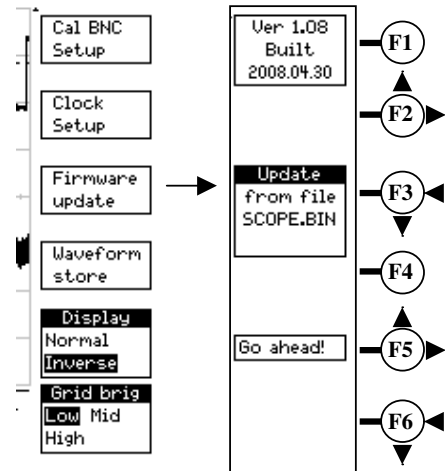 Cal BNC
Setup
Clock
Setup
Firmware
update
Waveform
store
Display
Normal
Inverse
Grid brig
Low Mid
High
Ver 1.08
Built
2008.04.30
Update
from file
SCOPE.BIN
Go ahead!
F1
F2
F3
F4
F5
F6